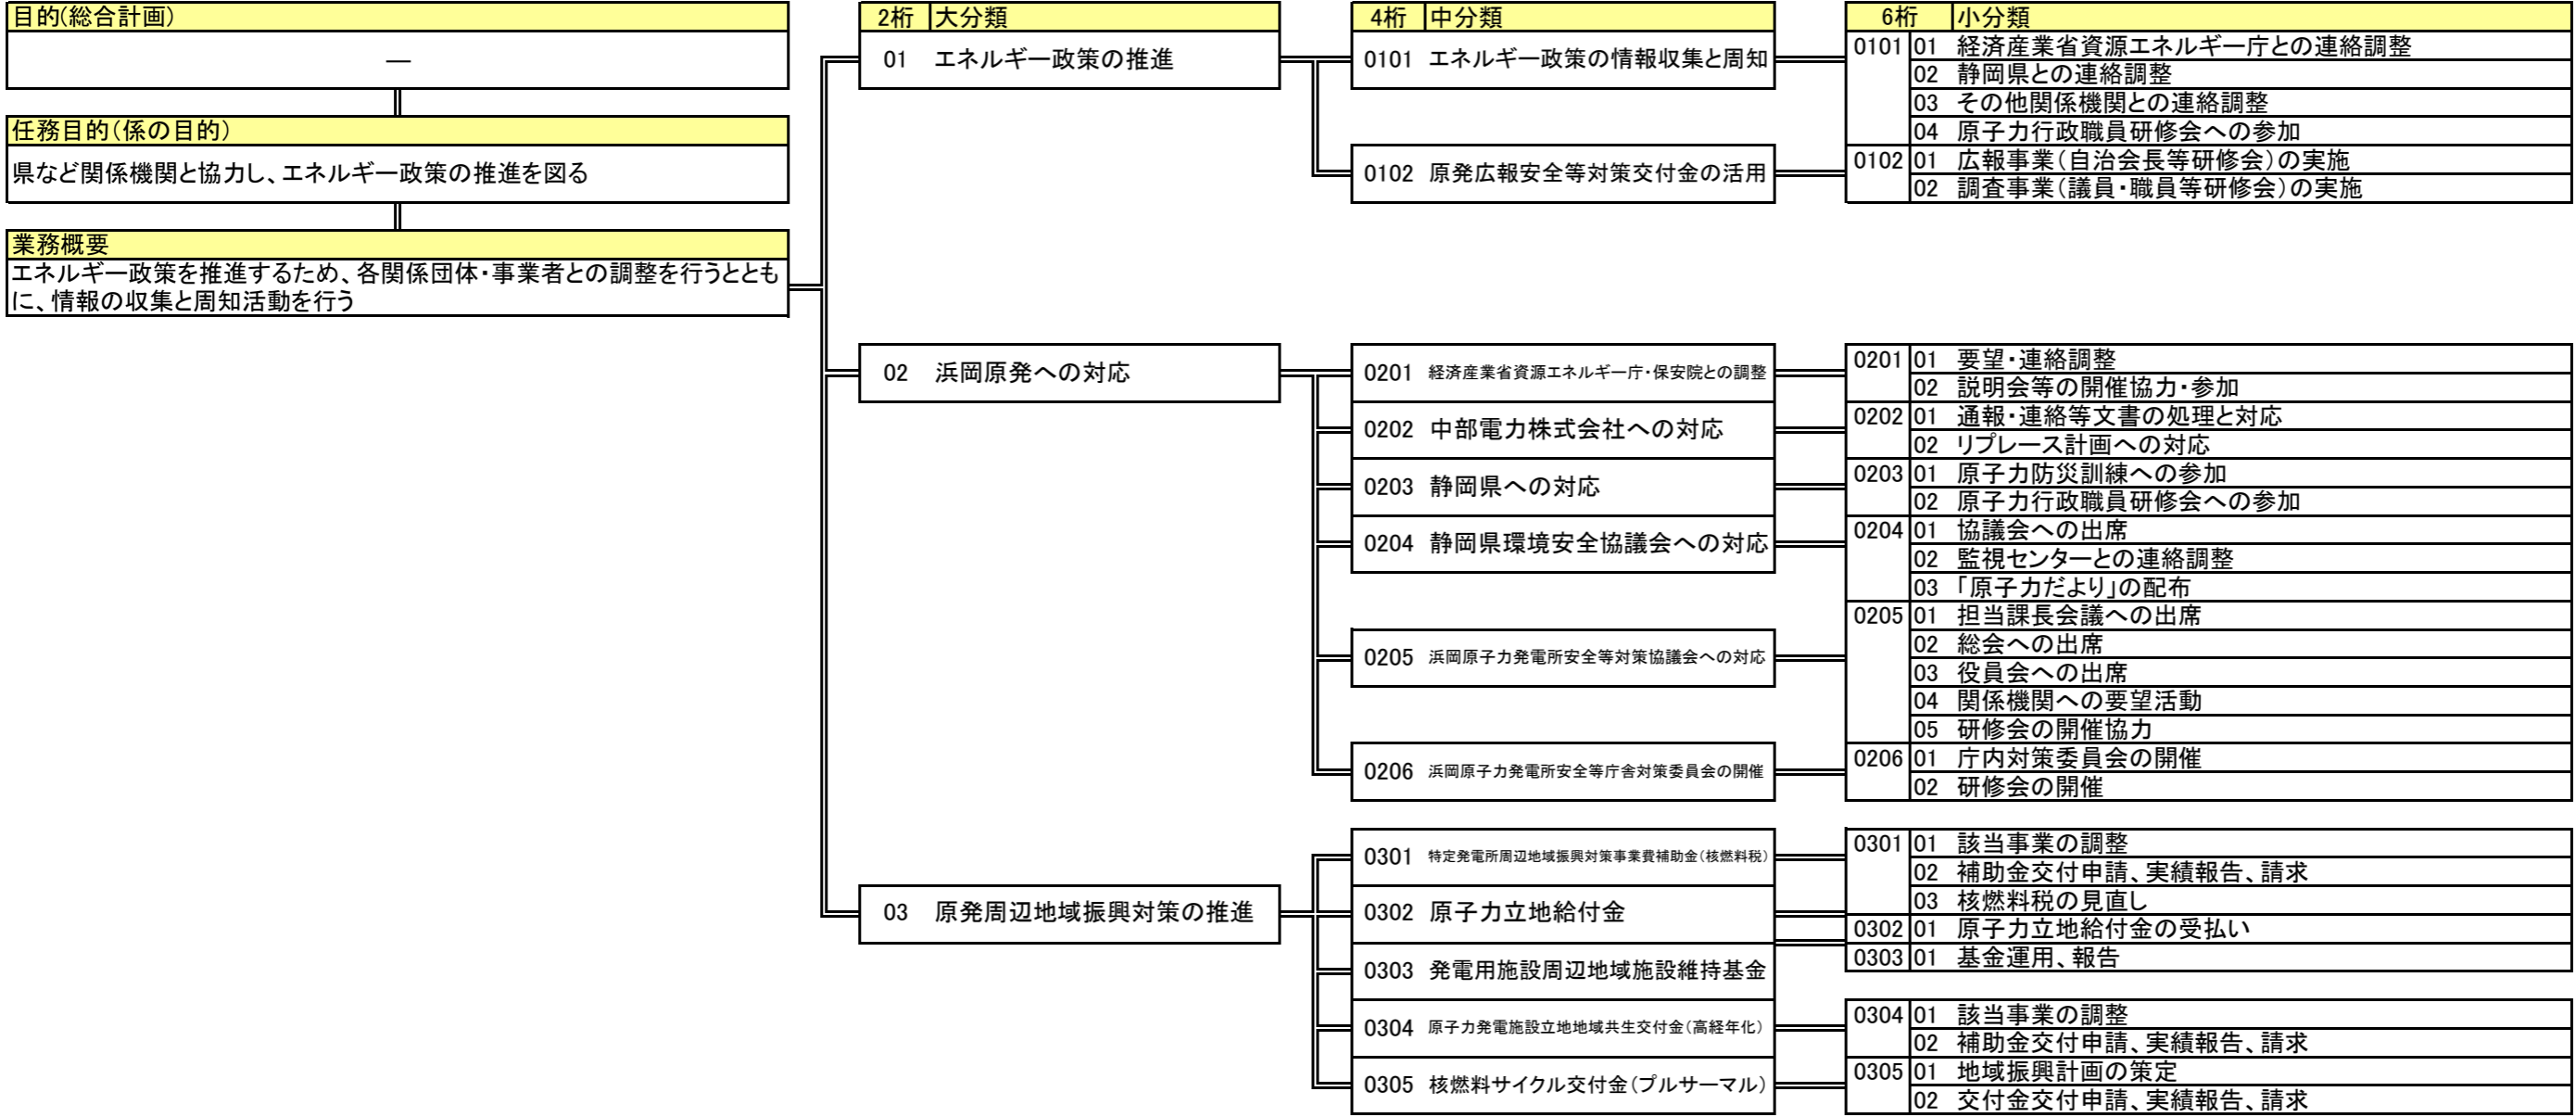 目的(総合計画)
―
任務目的(係の目的)
県など関係機関と協力し、エネルギー政策の推進を図る
業務概要
エネルギー政策を推進するため、各関係団体・事業者との調整を行うととも
に、情報の収集と周知活動を行う
2桁 大分類
01 エネルギー政策の推進
02 浜岡原発への対応
03 原発周辺地域振興対策の推進
4桁 中分類
0101 エネルギー政策の情報収集と周知
0102 原発広報安全等対策交付金の活用
0201 経済産業省資源エネルギー庁・保安院との調整
0202 中部電力株式会社への対応
0203 静岡県への対応
0204 静岡県環境安全協議会への対応
0205 浜岡原子力発電所安全等対策協議会への対応
0206 浜岡原子力発電所安全等庁舎対策委員会の開催
0301 特定発電所周辺地域振興対策事業費補助金(核燃料税)
0302 原子力立地給付金
0303 発電用施設周辺地域施設維持基金
0304 原子力発電施設立地地域共生交付金(高経年化)
0305 核燃料サイクル交付金(プルサーマル)
6桁 小分類
0101 01 経済産業省資源エネルギー庁との連絡調整
02 静岡県との連絡調整
03 その他関係機関との連絡調整
04 原子力行政職員研修会への参加
0102 01 広報事業(自治会長等研修会)の実施
02 調査事業(議員・職員等研修会)の実施
0201 01 要望・連絡調整
02 説明会等の開催協力・参加
0202 01 通報・連絡等文書の処理と対応
02 リプレース計画への対応
0203 01 原子力防災訓練への参加
02 原子力行政職員研修会への参加
0204 01 協議会への出席
02 監視センターとの連絡調整
03 「原子力だより」の配布
0205 01 担当課長会議への出席
02 総会への出席
03 役員会への出席
04 関係機関への要望活動
05 研修会の開催協力
0206 01 庁内対策委員会の開催
02 研修会の開催
0301 01 該当事業の調整
02 補助金交付申請、実績報告、請求
03 核燃料税の見直し
0302 01 原子力立地給付金の受払い
0303 01 基金運用、報告
0304 01 該当事業の調整
02 補助金交付申請、実績報告、請求
0305 01 地域振興計画の策定
02 交付金交付申請、実績報告、請求